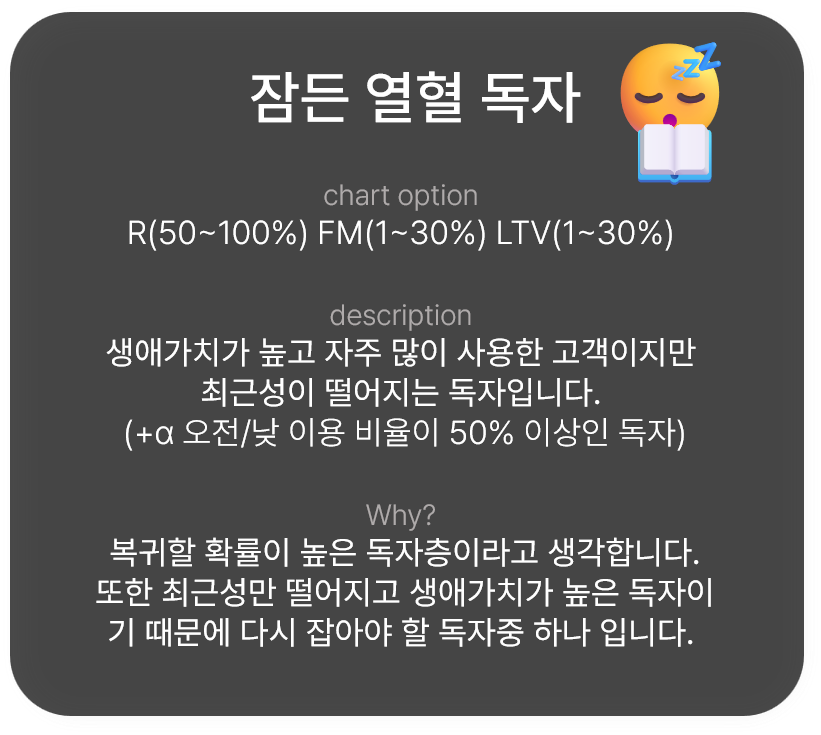 잠든 열혈 독자
chart option
R(50~100%) FM(1~30%) LTV(1~30%)
description
생애가치가 높고 자주 많이 사용한 고객이지만
최근성이 떨어지는 독자입니다.
(+α 오전/낮 이용 비율이 50% 이상인 독자)
Why?
복귀할 확률이 높은 독자층이라고 생각합니다.
또한 최근성만 떨어지고 생애가치가 높은 독자이
기 때문에 다시 잡아야 할 독자중 하나 입니다.